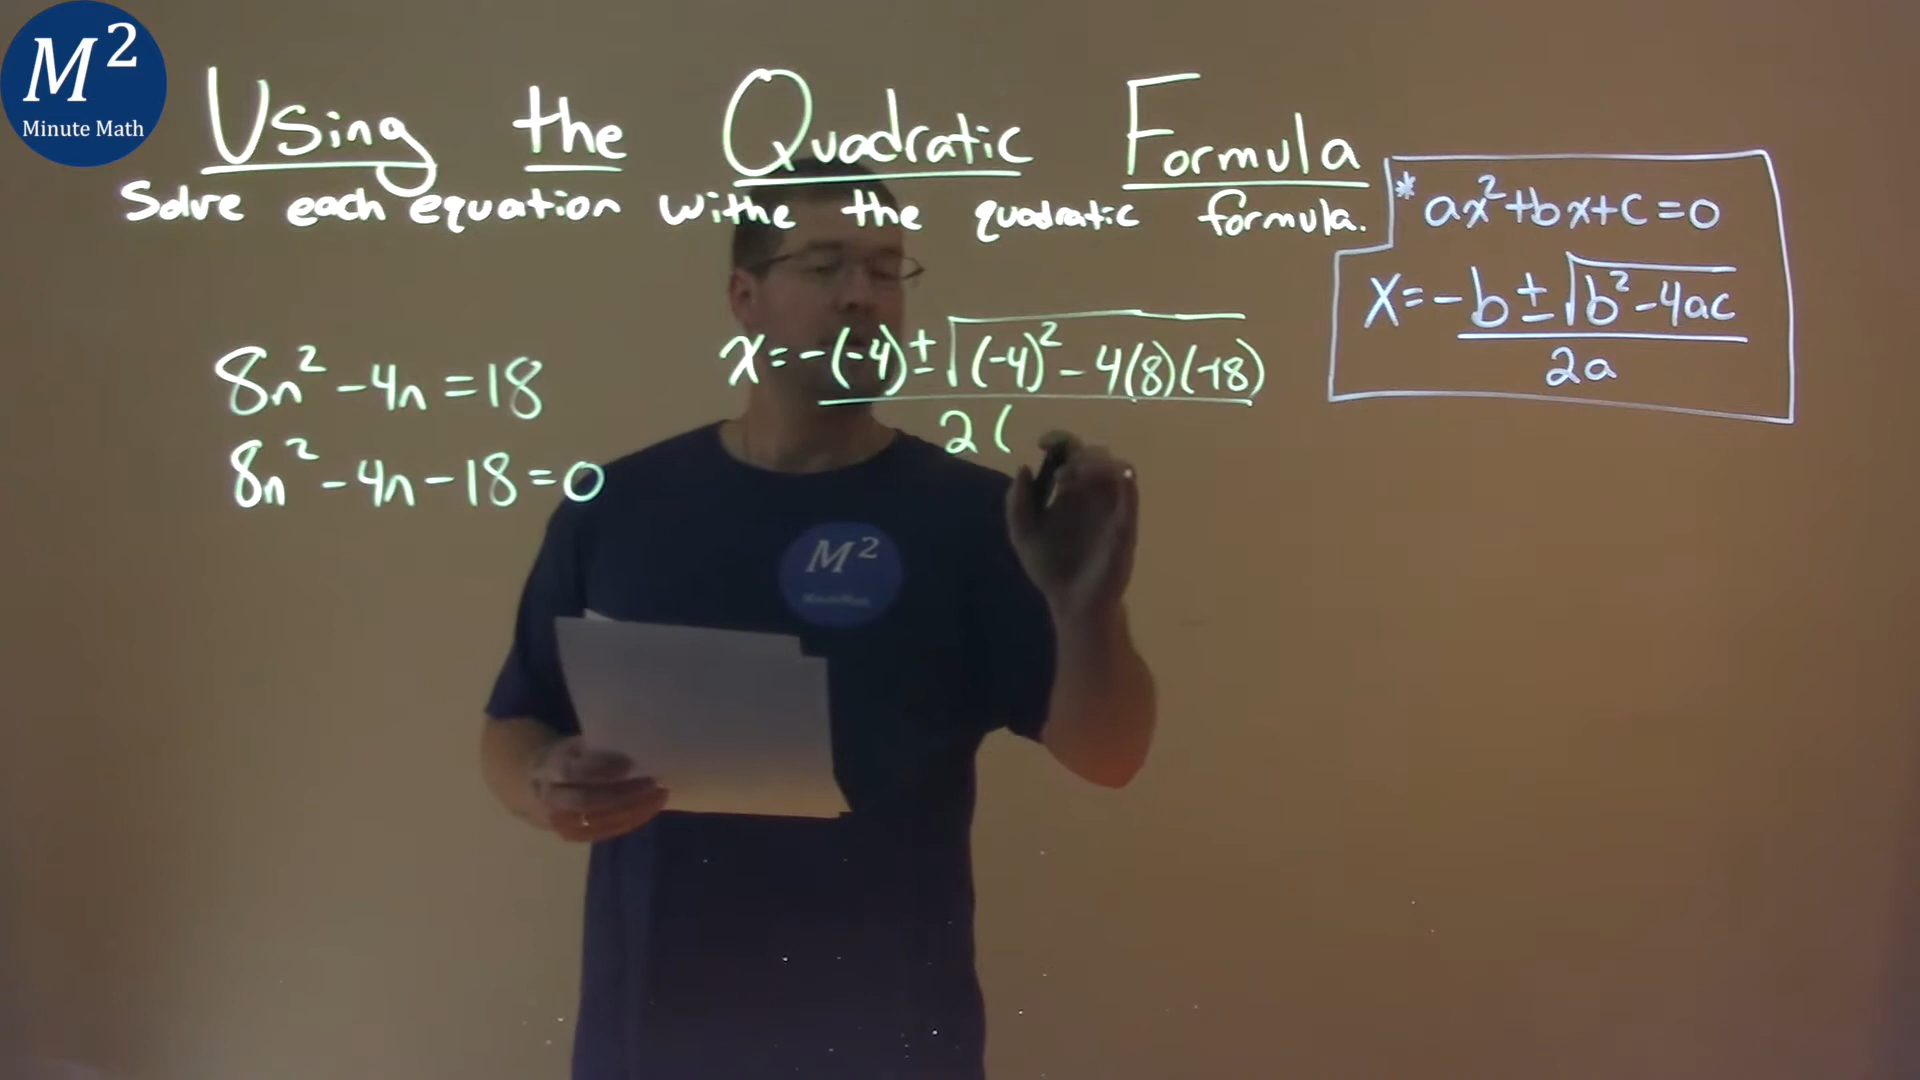 M²
Minute Math
Using the Quadratic Formula
Solve each equation withe the quadratic formula.
* ax²+bx+c=0
x = -b ± √b²-4ac
2a
8n² -4n = 18
8n² -4n -18 = 0
x = -(-4) ± √(-4)² - 4(8)(-18)
2(
M²